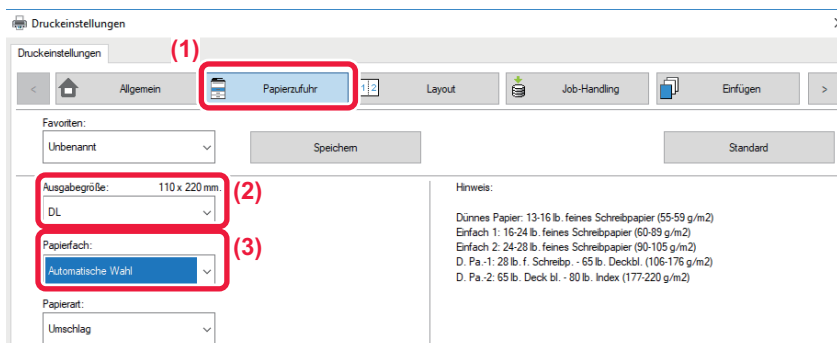 Druckeinstellungen
Druckeinstellungen
(1)
< Allgemein Papierzufuhr 1 2 Layout Job-Handling Einfügen >
Favoriten:
Unbenannt Speichern Standard
Ausgabegröße: 110 x 220 mm. (2)
DL
Papierfach: (3)
Automatische Wahl
Papierart:
Umschlag
Hinweis:
Dünnes Papier: 13-16 lb. feines Schreibpapier (55-59 g/m2)
Einfach 1: 16-24 lb. feines Schreibpapier (60-89 g/m2)
Einfach 2: 24-28 lb. feines Schreibpapier (90-105 g/m2)
D. Pa.-1: 28 lb. f. Schreibp. - 65 lb. Deckbl. (106-176 g/m2)
D. Pa.-2: 65 lb. Deck bl. - 80 lb. Index (177-220 g/m2)